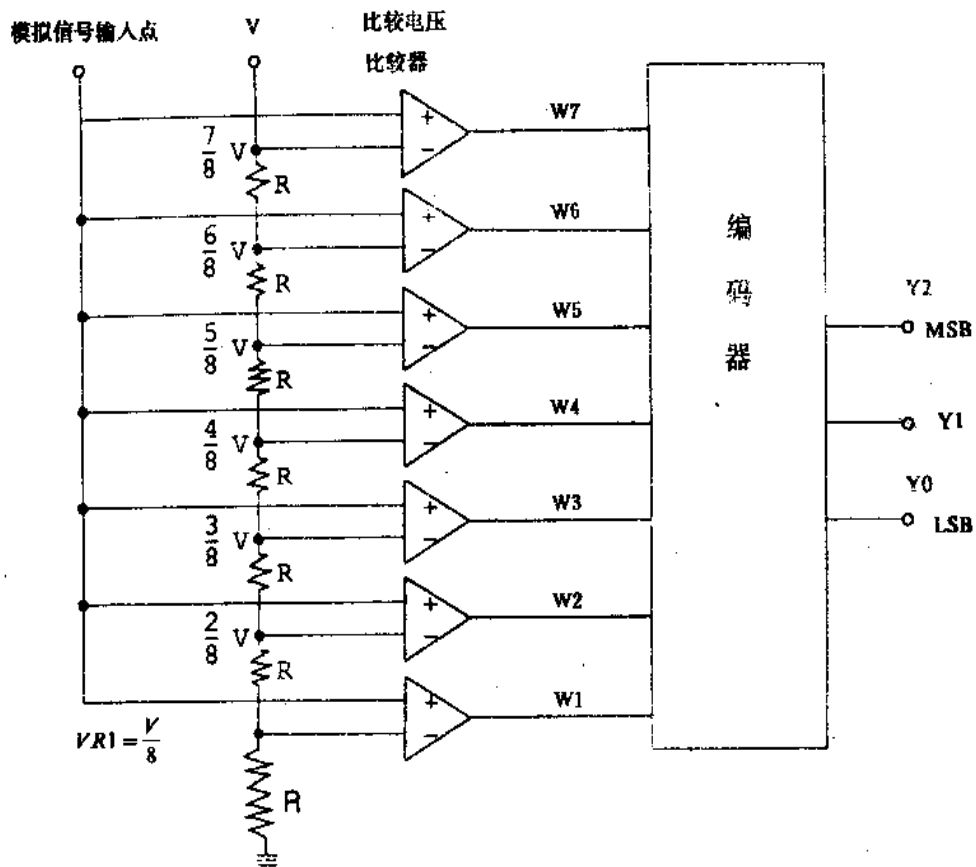 模拟信号输入点
V
比较电压
比较器
+
−
W7
7/8 V
R
+
−
W6
6/8 V
R
+
−
W5
5/8 V
R
+
−
W4
4/8 V
R
+
−
W3
3/8 V
R
+
−
W2
2/8 V
R
+
−
W1
VR1=V/8
R
编
码
器
Y2
MSB
Y1
Y0
LSB